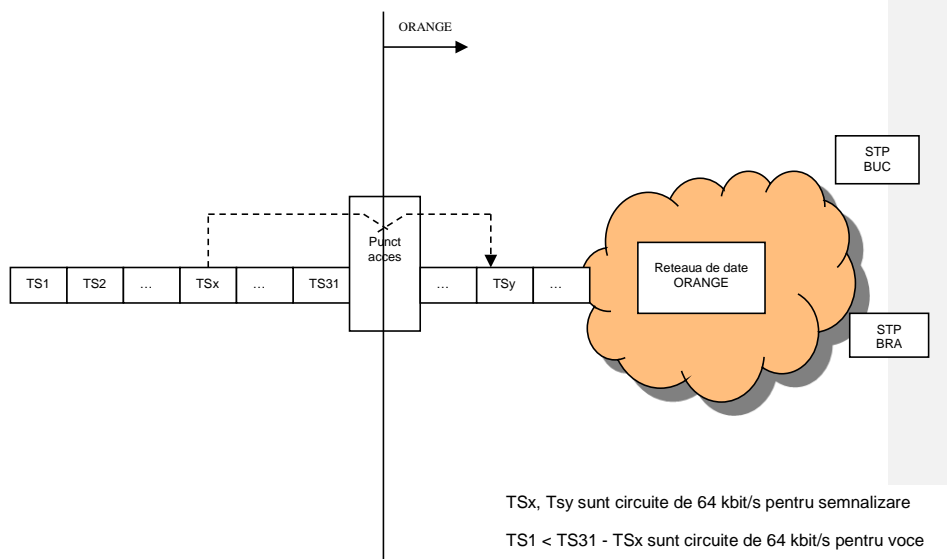 ORANGE
STP
BUC
Punct
acces
TS1 TS2 … TSx … TS31 … TSy …
Reteaua de date
ORANGE
STP
BRA
TSx, Tsy sunt circuite de 64 kbit/s pentru semnalizare
TS1 < TS31 - TSx sunt circuite de 64 kbit/s pentru voce